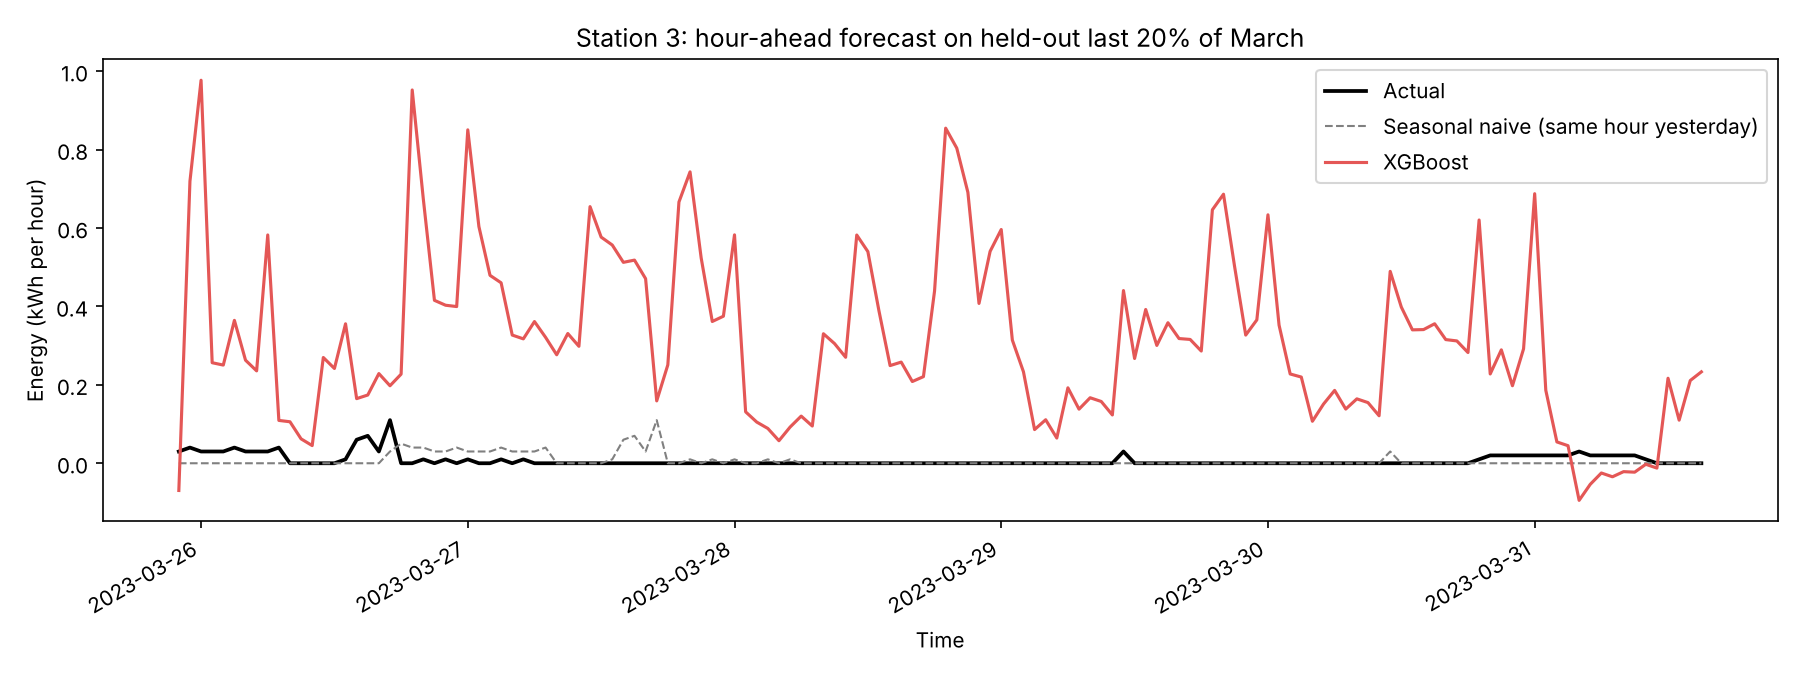 Station 3: hour-ahead forecast on held-out last 20% of March
Actual
Seasonal naive (same hour yesterday)
XGBoost
Energy (kWh per hour)
1.0
0.8
0.6
0.4
0.2
0.0
2023-03-26
2023-03-27
2023-03-28
2023-03-29
2023-03-30
2023-03-31
Time